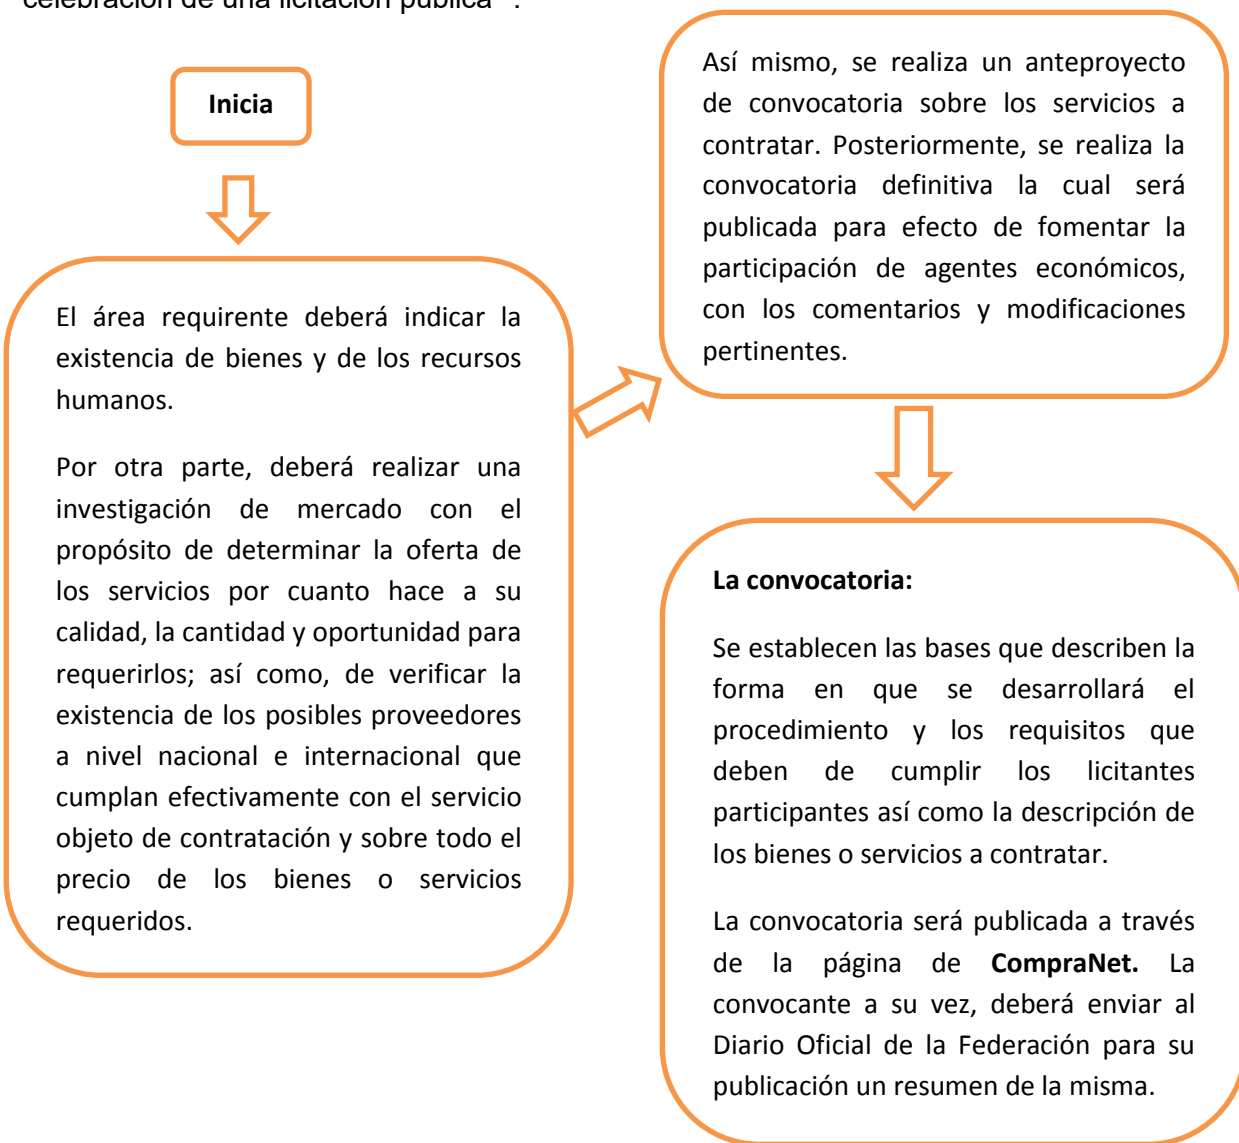 celebración de una licitación pública
Inicia
El área requirente deberá indicar la
existencia de bienes y de los recursos
humanos.
Por otra parte, deberá realizar una
investigación de mercado con el
propósito de determinar la oferta de
los servicios por cuanto hace a su
calidad, la cantidad y oportunidad para
requerirlos; así como, de verificar la
existencia de los posibles proveedores
a nivel nacional e internacional que
cumplan efectivamente con el servicio
objeto de contratación y sobre todo el
precio de los bienes o servicios
requeridos.
Así mismo, se realiza un anteproyecto
de convocatoria sobre los servicios a
contratar. Posteriormente, se realiza la
convocatoria definitiva la cual será
publicada para efecto de fomentar la
participación de agentes económicos,
con los comentarios y modificaciones
pertinentes.
La convocatoria:
Se establecen las bases que describen la
forma en que se desarrollará el
procedimiento y los requisitos que
deben de cumplir los licitantes
participantes así como la descripción de
los bienes o servicios a contratar.
La convocatoria será publicada a través
de la página de CompraNet. La
convocante a su vez, deberá enviar al
Diario Oficial de la Federación para su
publicación un resumen de la misma.